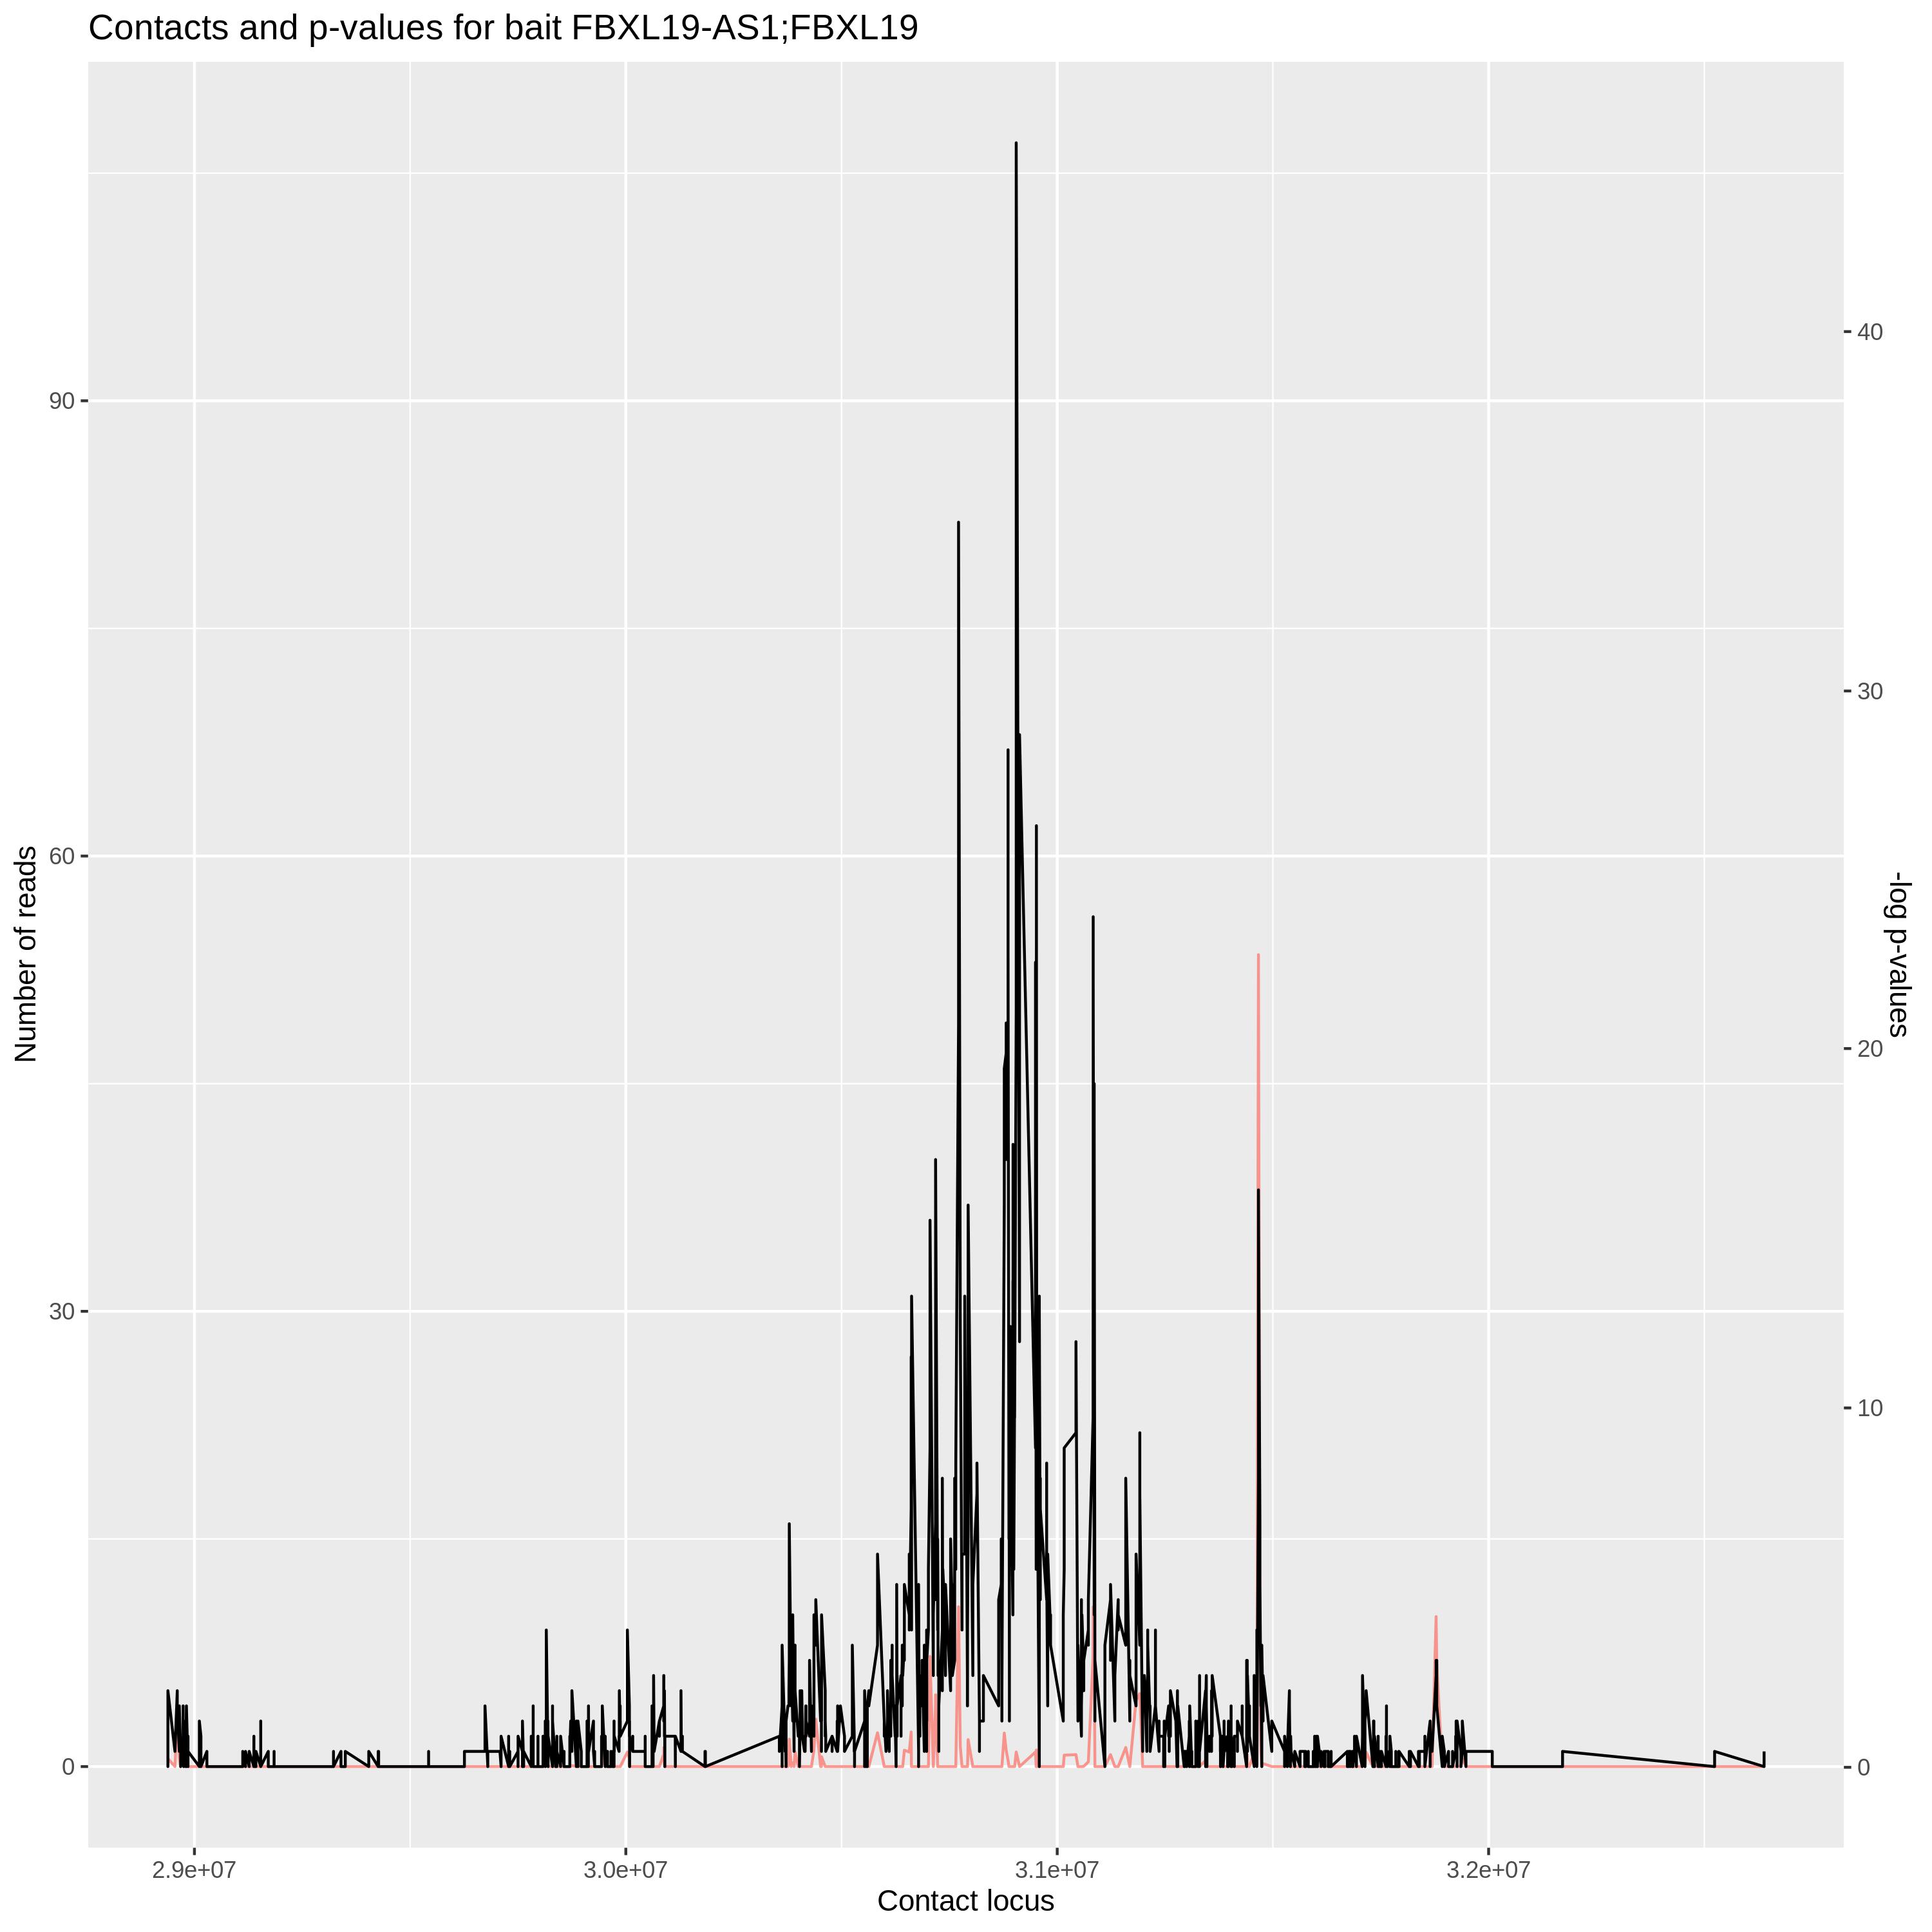 Contacts and p-values for bait FBXL19-AS1;FBXL19
Number of reads
90
60
30
0
40
30
20
10
0
-log p-values
2.9e+07
3.0e+07
3.1e+07
3.2e+07
Contact locus